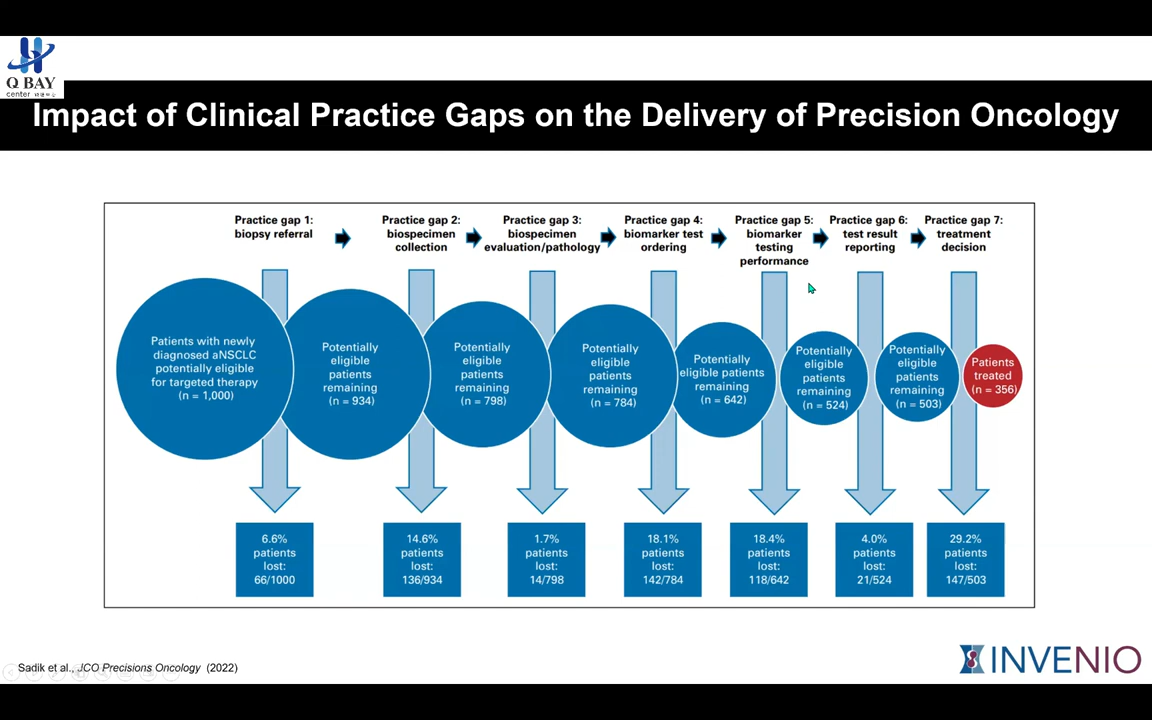 Q BAY
center
Impact of Clinical Practice Gaps on the Delivery of Precision Oncology
Practice gap 1:
biopsy referral
Practice gap 2:
biospecimen
collection
Practice gap 3:
biospecimen
evaluation/pathology
Practice gap 4:
biomarker test
ordering
Practice gap 5:
biomarker
testing
performance
Practice gap 6:
test result
reporting
Practice gap 7:
treatment
decision
Patients with newly
diagnosed aNSCLC
potentially eligible
for targeted therapy
(n = 1,000)
Potentially
eligible
patients
remaining
(n = 934)
Potentially
eligible
patients
remaining
(n = 798)
Potentially
eligible
patients
remaining
(n = 784)
Potentially
eligible patients
remaining
(n = 642)
Potentially
eligible
patients
remaining
(n = 524)
Potentially
eligible
patients
remaining
(n = 503)
Patients
treated
(n = 356)
6.6%
patients
lost:
66/1000
14.6%
patients
lost:
136/934
1.7%
patients
lost:
14/798
18.1%
patients
lost:
142/784
18.4%
patients
lost:
118/642
4.0%
patients
lost:
21/524
29.2%
patients
lost:
147/503
Sadik et al., JCO Precisions Oncology (2022)
INVENIO